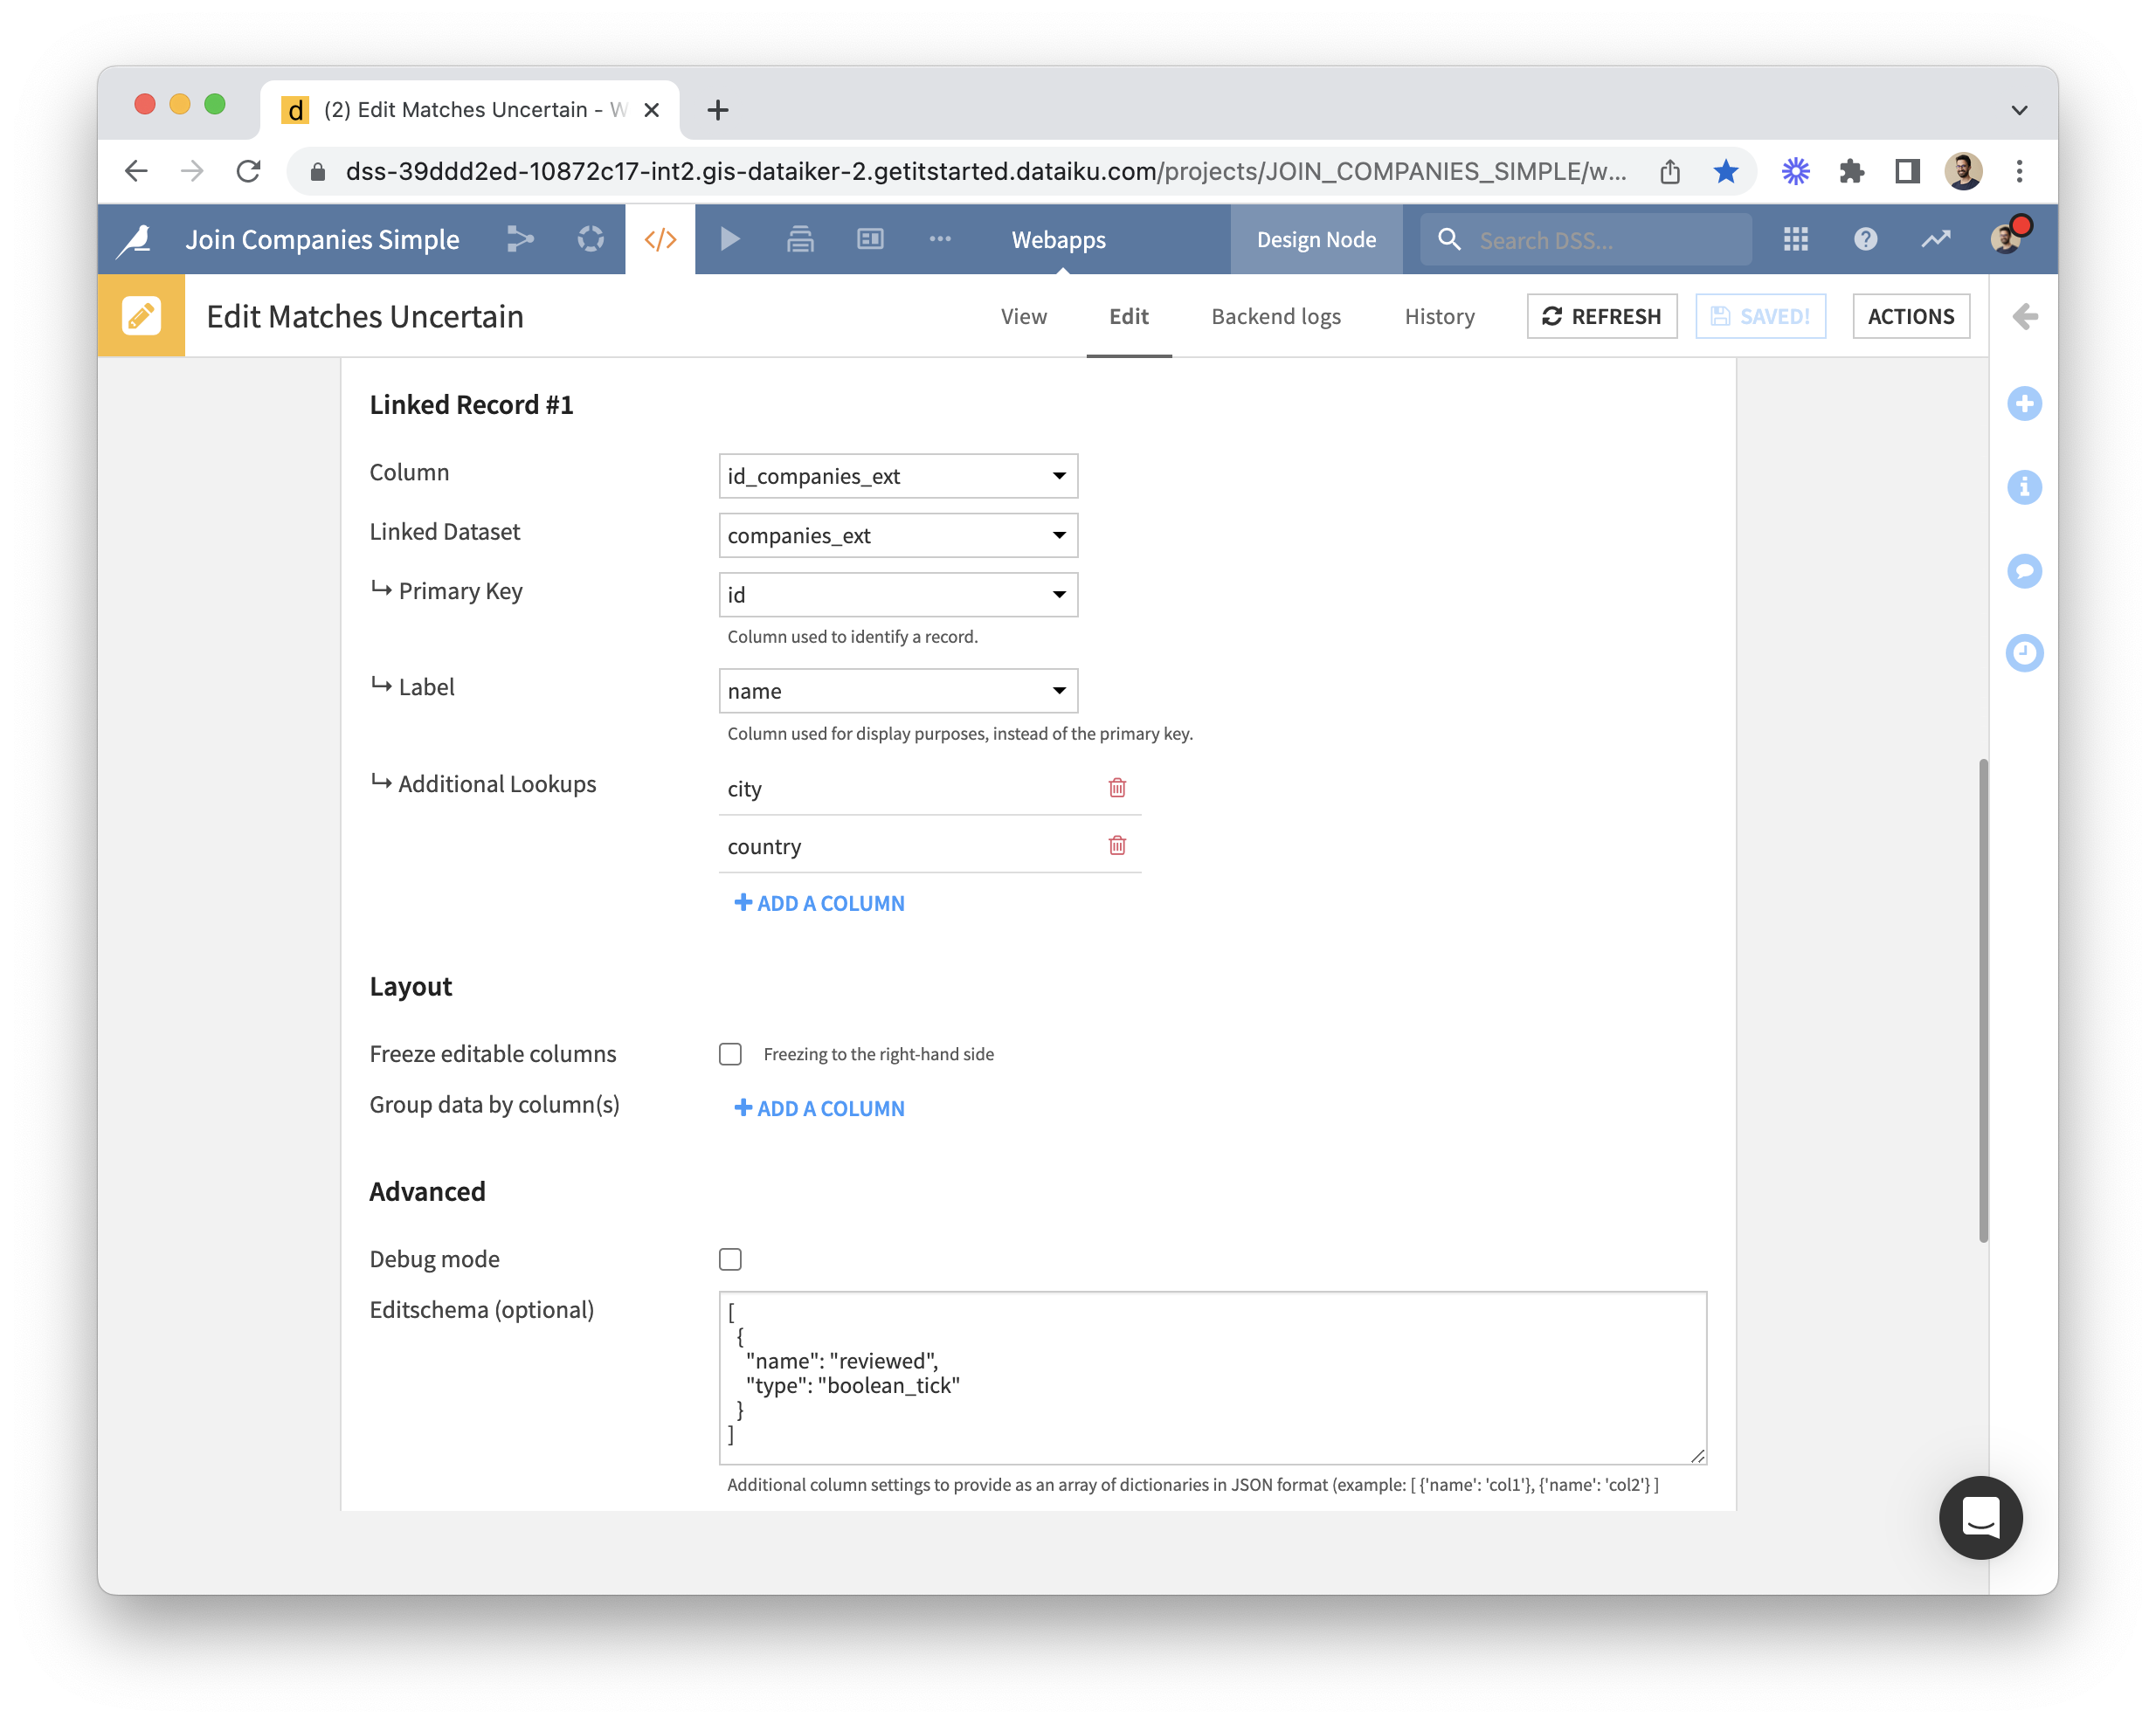 d (2) Edit Matches Uncertain - W
dss-39ddd2ed-10872c17-int2.gis-dataiker-2.getitstarted.dataiku.com/projects/JOIN_COMPANIES_SIMPLE/w...
Join Companies Simple </> Webapps Design Node Search DSS...
Edit Matches Uncertain View Edit Backend logs History REFRESH SAVED! ACTIONS
Linked Record #1
Column id_companies_ext
Linked Dataset companies_ext
Primary Key id
Column used to identify a record.
Label name
Column used for display purposes, instead of the primary key.
Additional Lookups city
country
ADD A COLUMN
Layout
Freeze editable columns Freezing to the right-hand side
Group data by column(s) ADD A COLUMN
Advanced
Debug mode
Editschema (optional) [
{
"name": "reviewed",
"type": "boolean_tick"
}
]
Additional column settings to provide as an array of dictionaries in JSON format (example: [ {'name': 'col1'}, {'name': 'col2'} ]